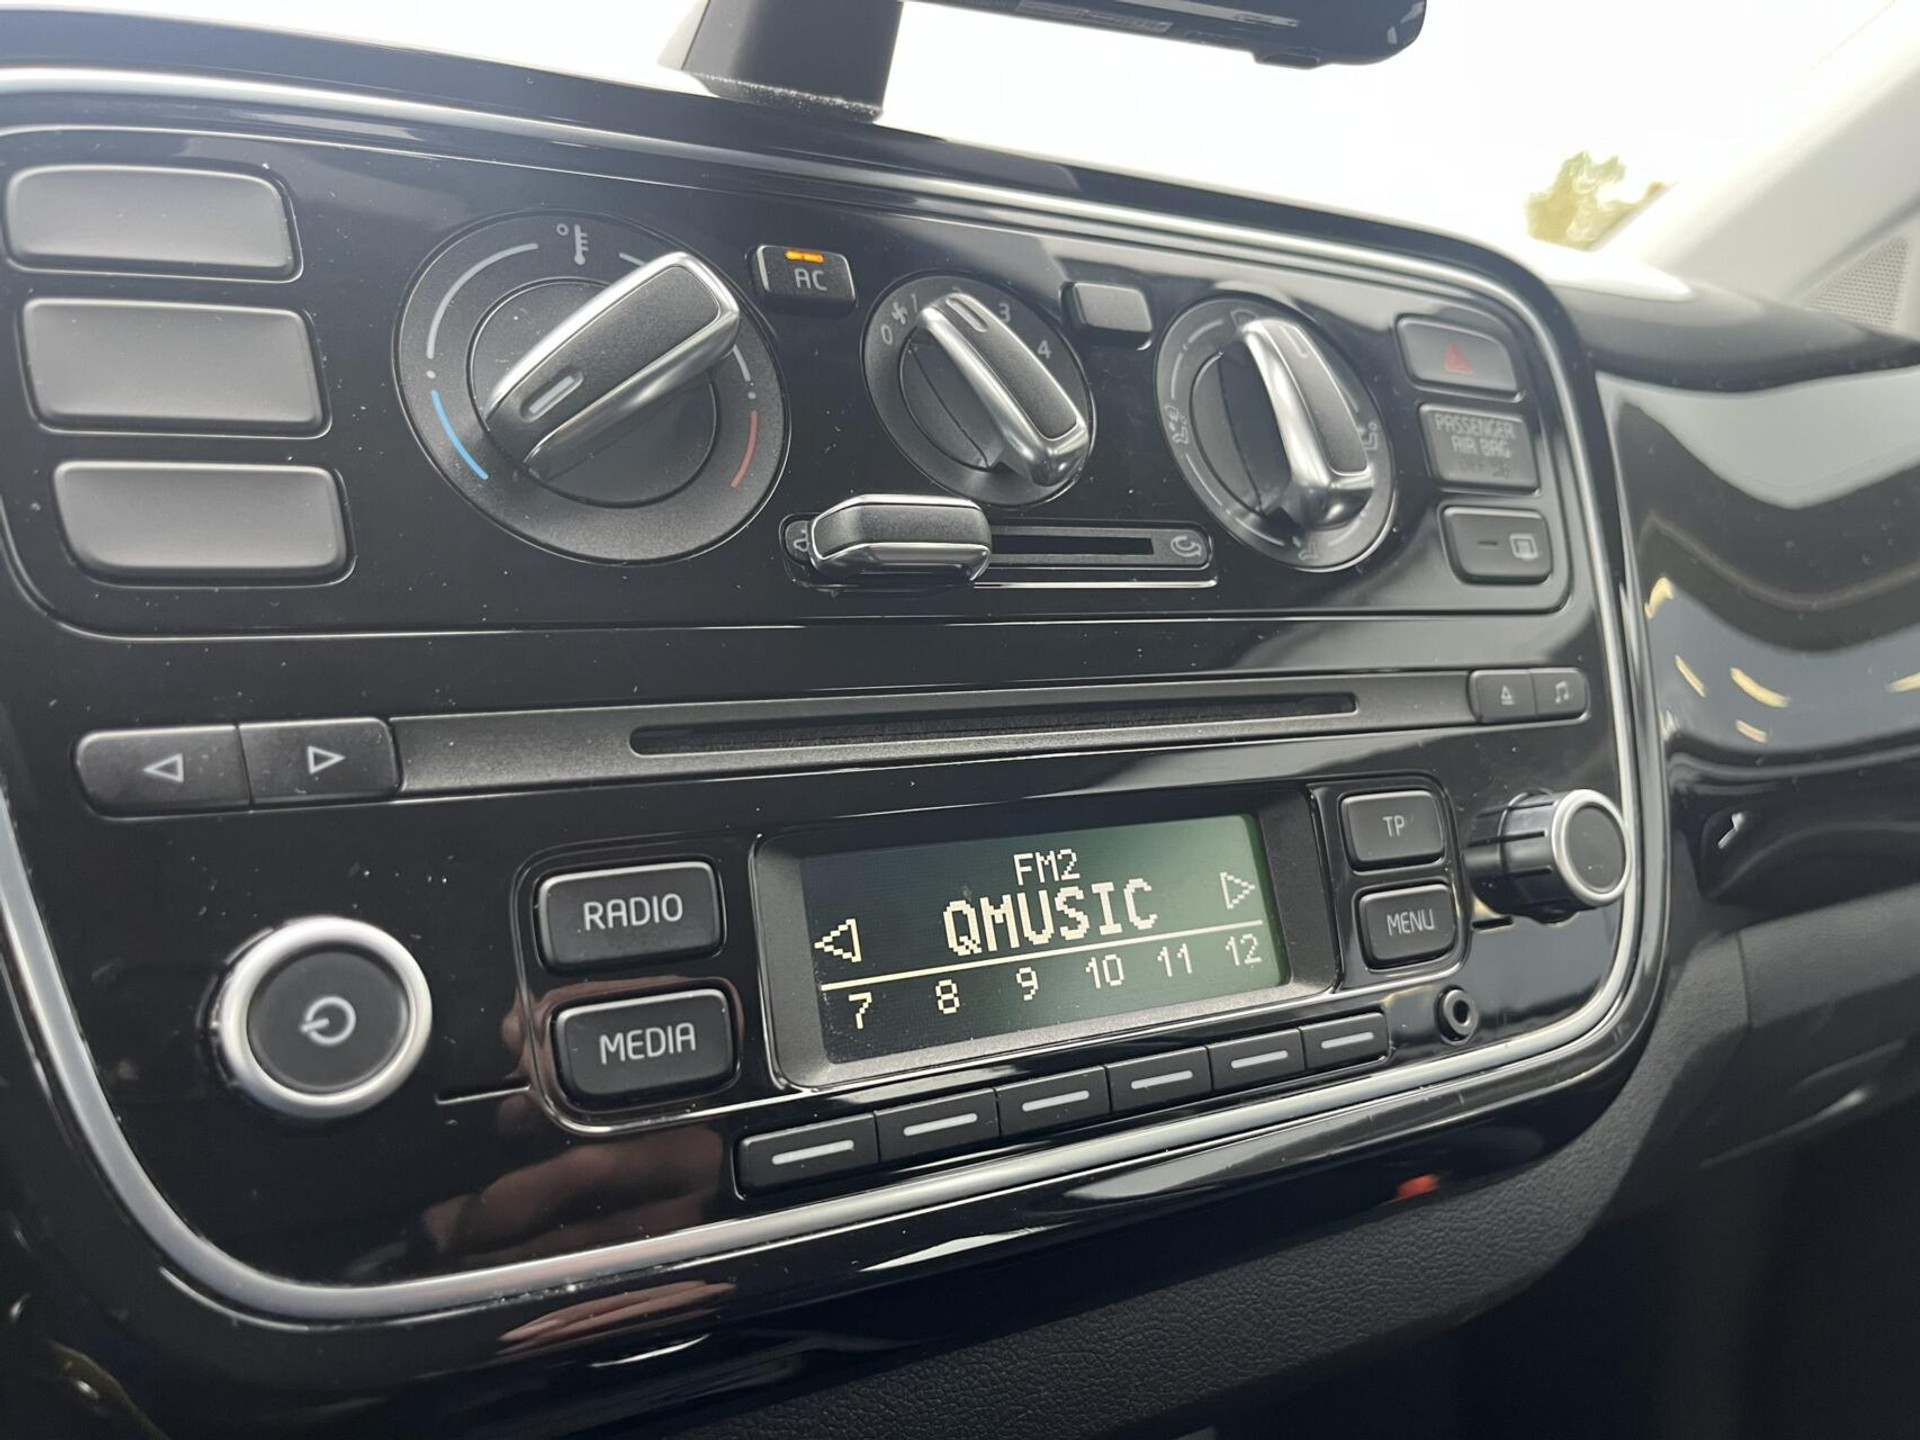 AC
0 1 2 3 4
PASSENGER
AIR BAG
OFF
FM2
QMUSIC
7 8 9 10 11 12
RADIO
MEDIA
TP
MENU